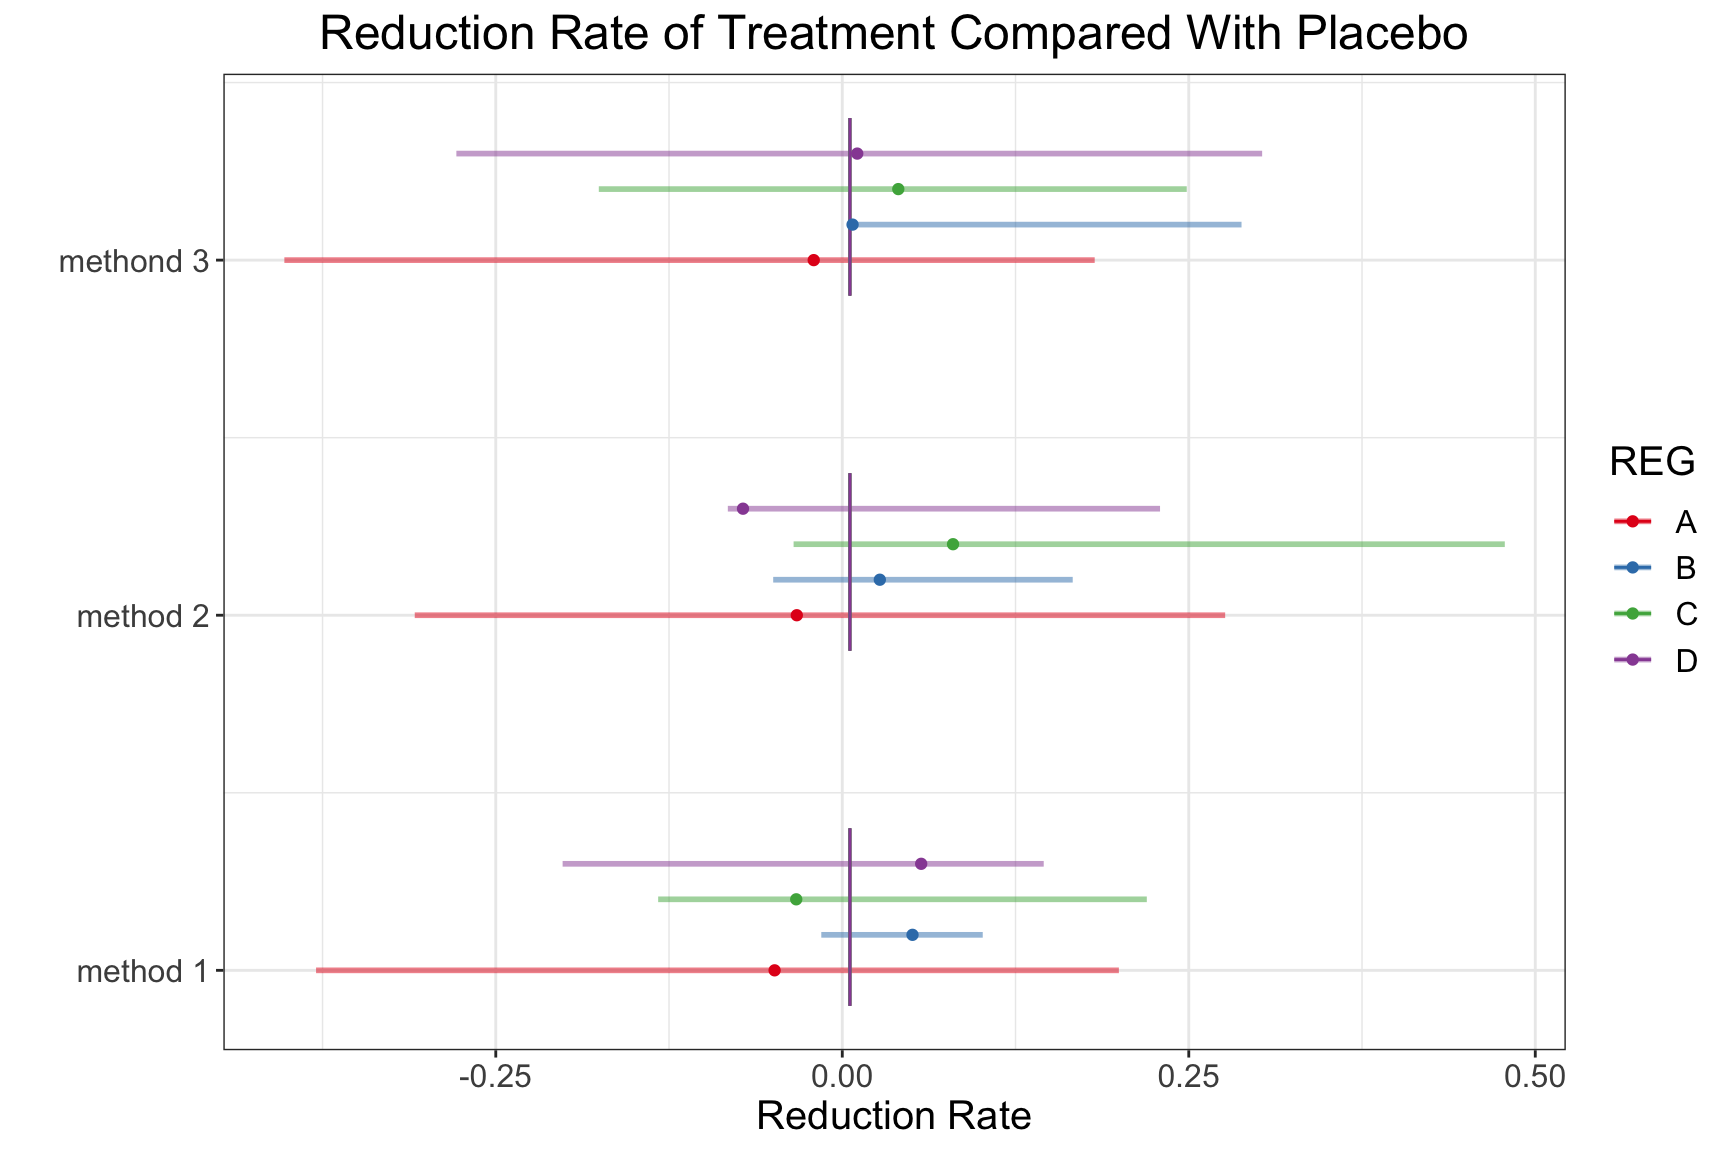 Reduction Rate of Treatment Compared With Placebo
methond 3
method 2
method 1
-0.25 0.00 0.25 0.50
Reduction Rate
REG
A
B
C
D